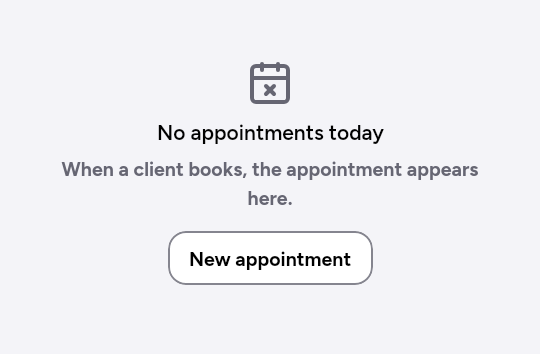 No appointments today
When a client books, the appointment appears
here.
New appointment